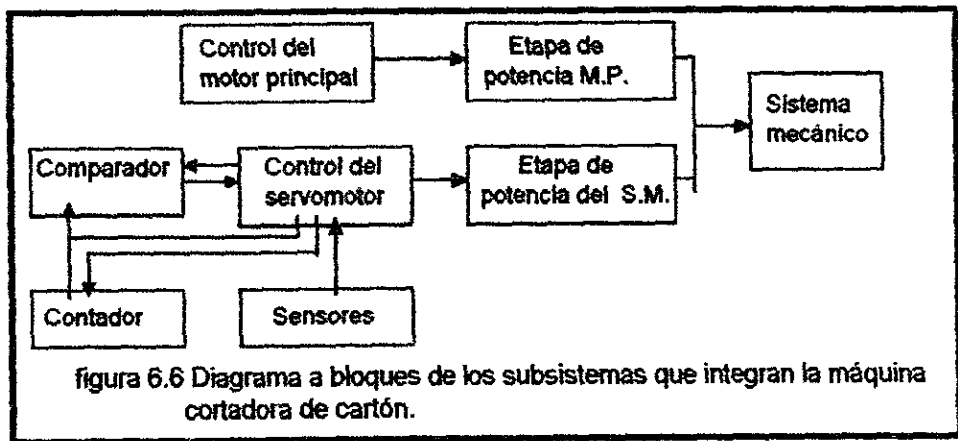 Control del
motor principal
Etapa de
potencia M.P.
Sistema
mecánico
Comparador
Control del
servomotor
Etapa de
potencia del S.M.
Contador
Sensores
figura 6.6 Diagrama a bloques de los subsistemas que integran la máquina
cortadora de cartón.